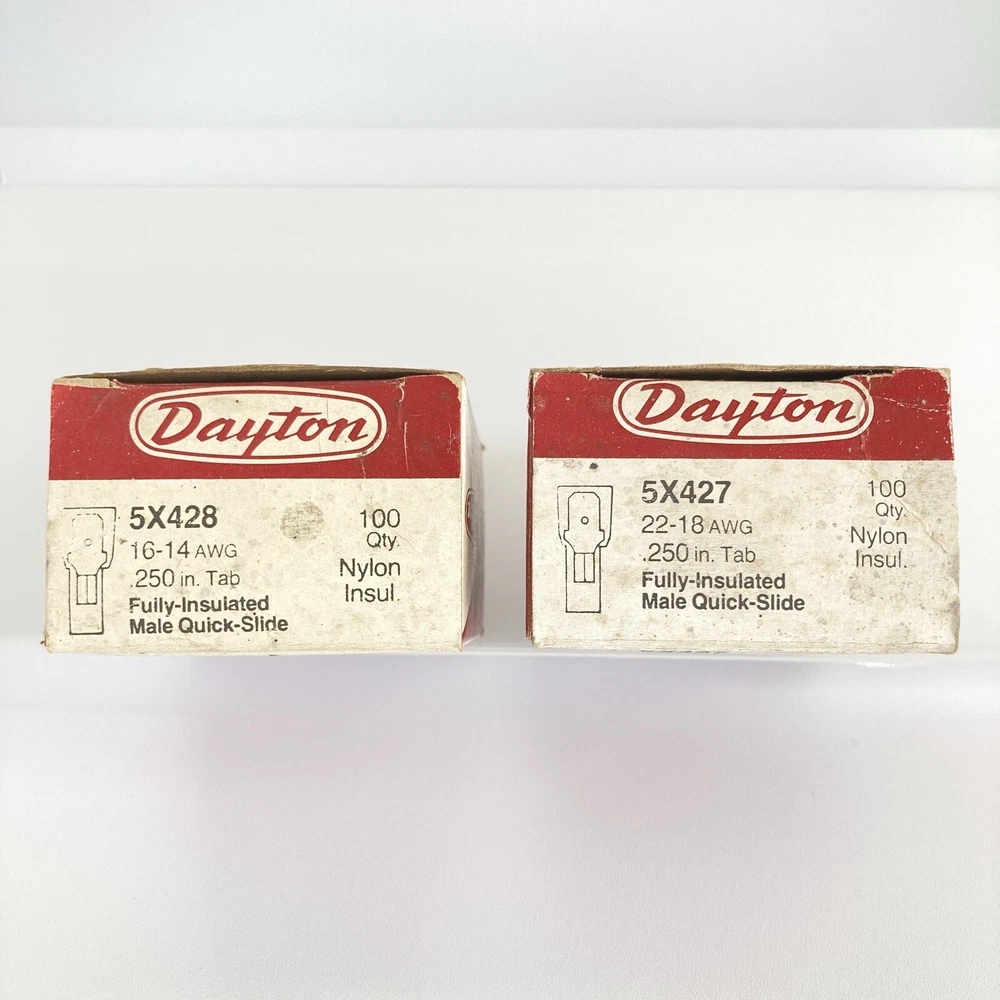 Dayton
5X428
16-14 AWG
.250 in. Tab
Fully-Insulated
Male Quick-Slide
100
Qty.
Nylon
Insul.
Dayton
5X427
22-18 AWG
.250 in. Tab
Fully-Insulated
Male Quick-Slide
100
Qty.
Nylon
Insul.